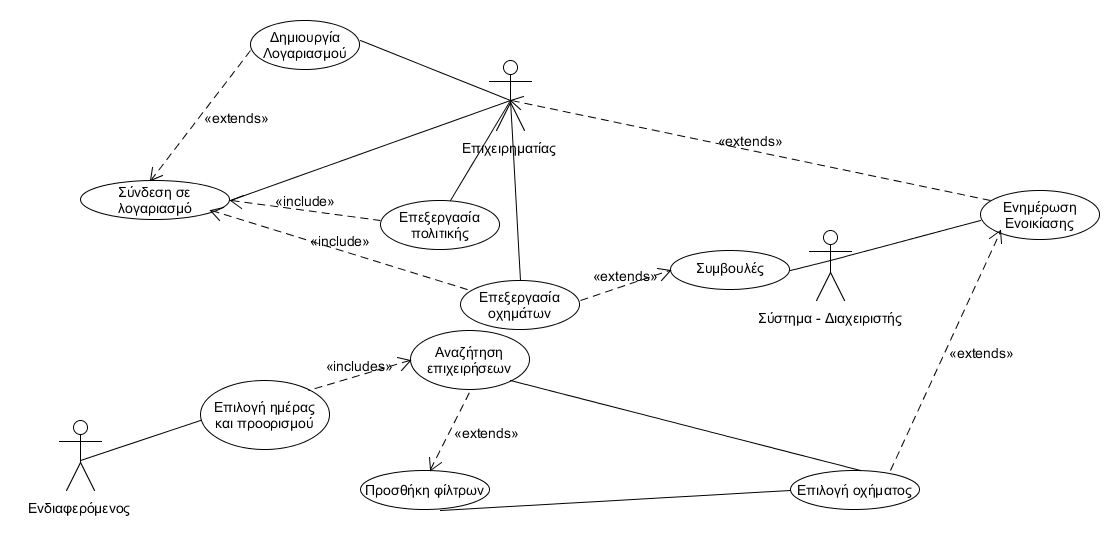 Δημιουργία
Λογαριασμού
«extends»
Επιχειρηματίας
«extends»
Σύνδεση σε
λογαριασμό
«include»
Επεξεργασία
πολιτικής
«include»
Ενημέρωση
Ενοικίασης
Συμβουλές
«extends»
Επεξεργασία
οχημάτων
Σύστημα - Διαχειριστής
«extends»
Αναζήτηση
επιχειρήσεων
«includes»
Επιλογή ημέρας
και προορισμού
«extends»
Προσθήκη φίλτρων
Επιλογή οχήματος
Ενδιαφερόμενος